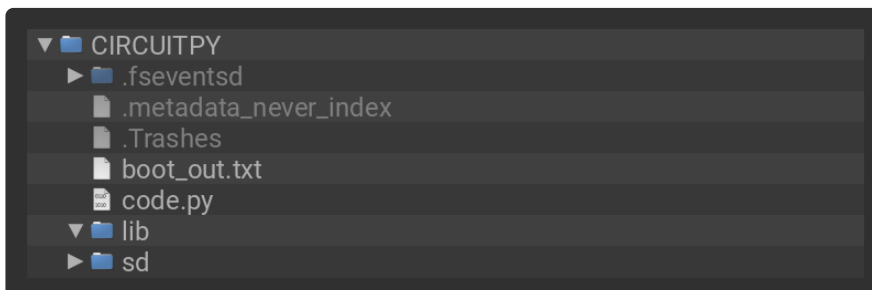 CIRCUITPY
.fseventsd
.metadata_never_index
.Trashes
boot_out.txt
code.py
lib
sd